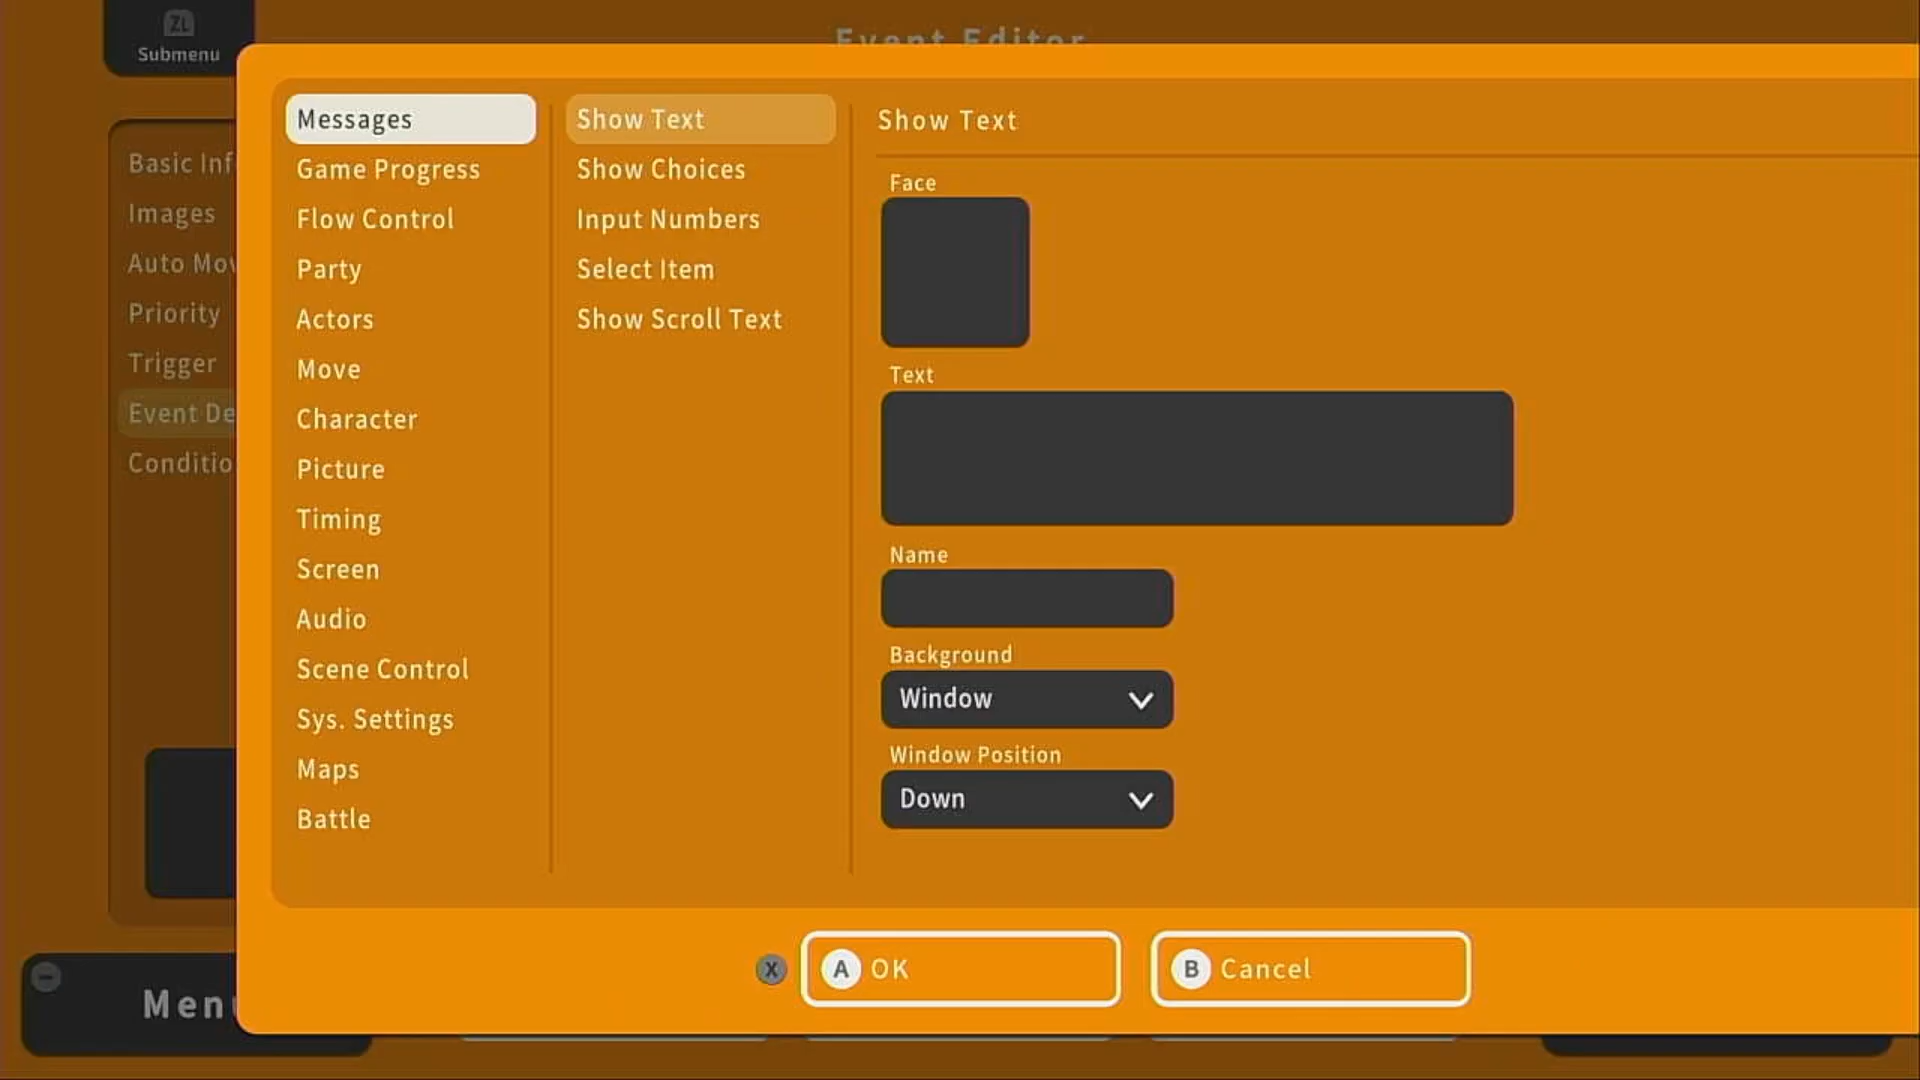 ZL
Submenu
Event Editor
Basic Inf
Images
Auto Mov
Priority
Trigger
Event De
Conditio
Menu
Messages
Game Progress
Flow Control
Party
Actors
Move
Character
Picture
Timing
Screen
Audio
Scene Control
Sys. Settings
Maps
Battle
Show Text
Show Choices
Input Numbers
Select Item
Show Scroll Text
Show Text
Face
Text
Name
Background
Window
Window Position
Down
X
A OK
B Cancel